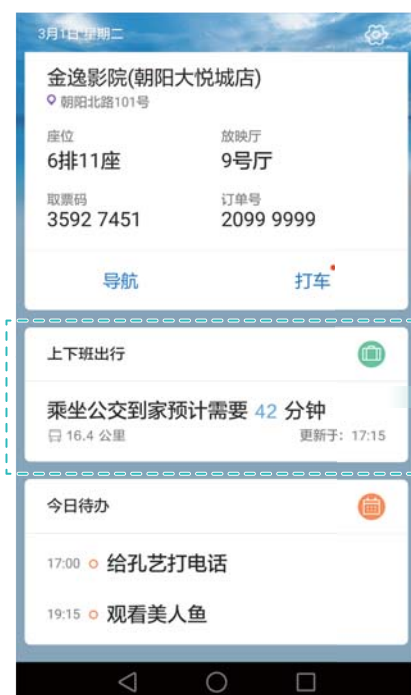 3月1日 星期二
金逸影院(朝阳大悦城店)
朝阳北路101号
座位 放映厅
6排11座 9号厅
取票码 订单号
3592 7451 2099 9999
导航 打车
上下班出行
乘坐公交到家预计需要 42 分钟
16.4 公里 更新于: 17:15
今日待办
17:00 给孔艺打电话
19:15 观看美人鱼